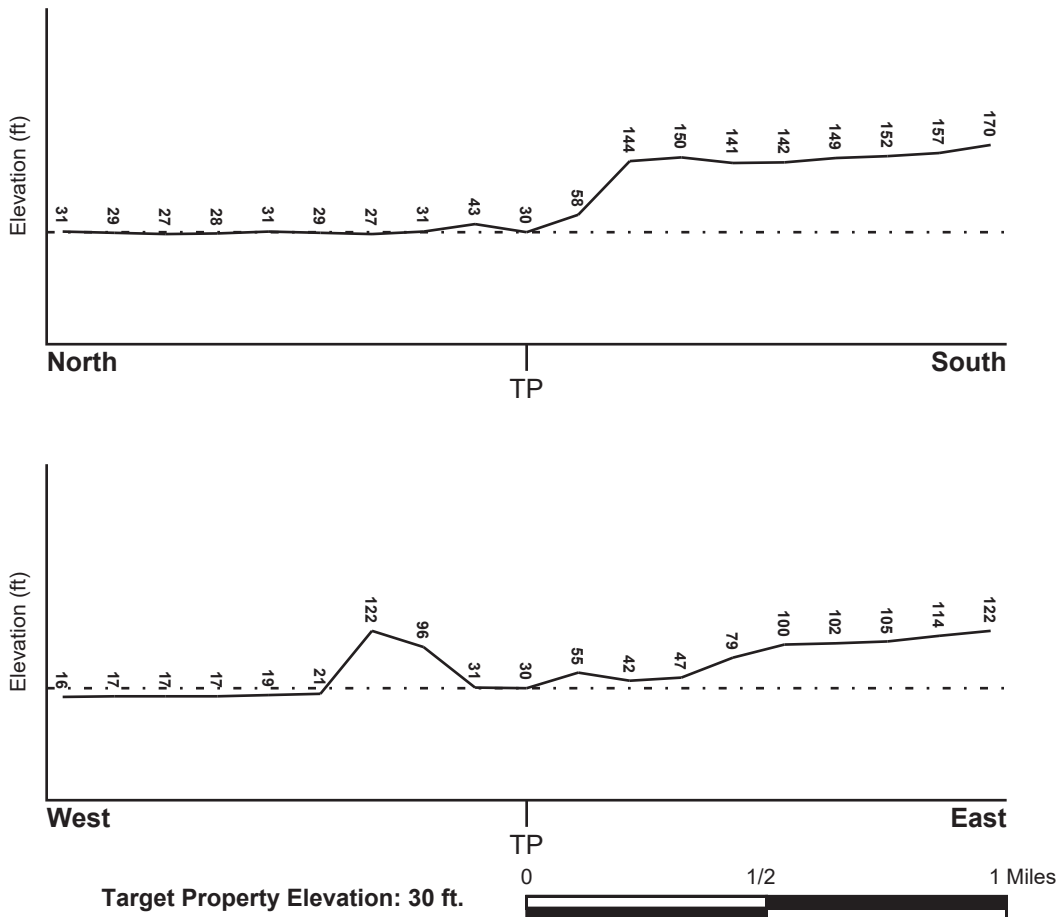 Elevation (ft)
31 29 27 28 31 29 27 31 43 30 58 144 150 141 142 149 152 157 170
North South
TP
Elevation (ft)
16 17 17 17 19 21 122 96 31 30 55 42 47 79 100 102 105 114 122
West East
TP
Target Property Elevation: 30 ft.
0 1/2 1 Miles